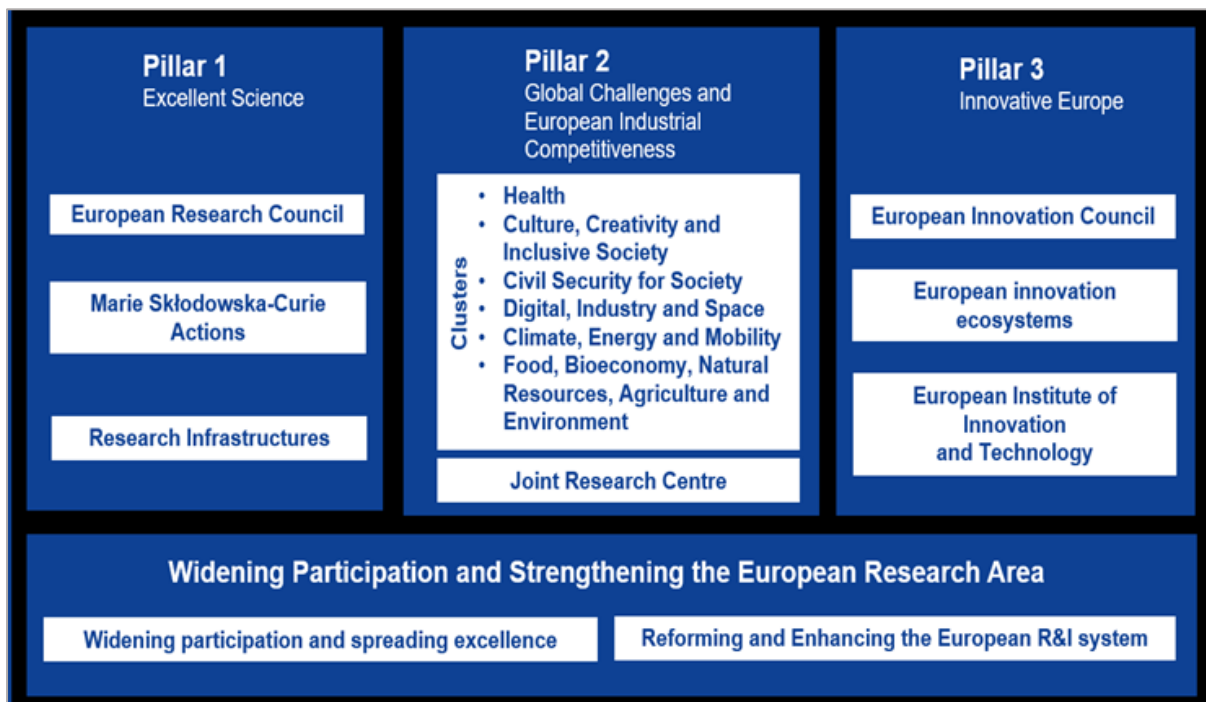 Pillar 1
Excellent Science
European Research Council
Marie Skłodowska-Curie
Actions
Research Infrastructures
Pillar 2
Global Challenges and
European Industrial
Competitiveness
Clusters
• Health
• Culture, Creativity and
Inclusive Society
• Civil Security for Society
• Digital, Industry and Space
• Climate, Energy and Mobility
• Food, Bioeconomy, Natural
Resources, Agriculture and
Environment
Joint Research Centre
Pillar 3
Innovative Europe
European Innovation Council
European innovation
ecosystems
European Institute of
Innovation
and Technology
Widening Participation and Strengthening the European Research Area
Widening participation and spreading excellence
Reforming and Enhancing the European R&I system